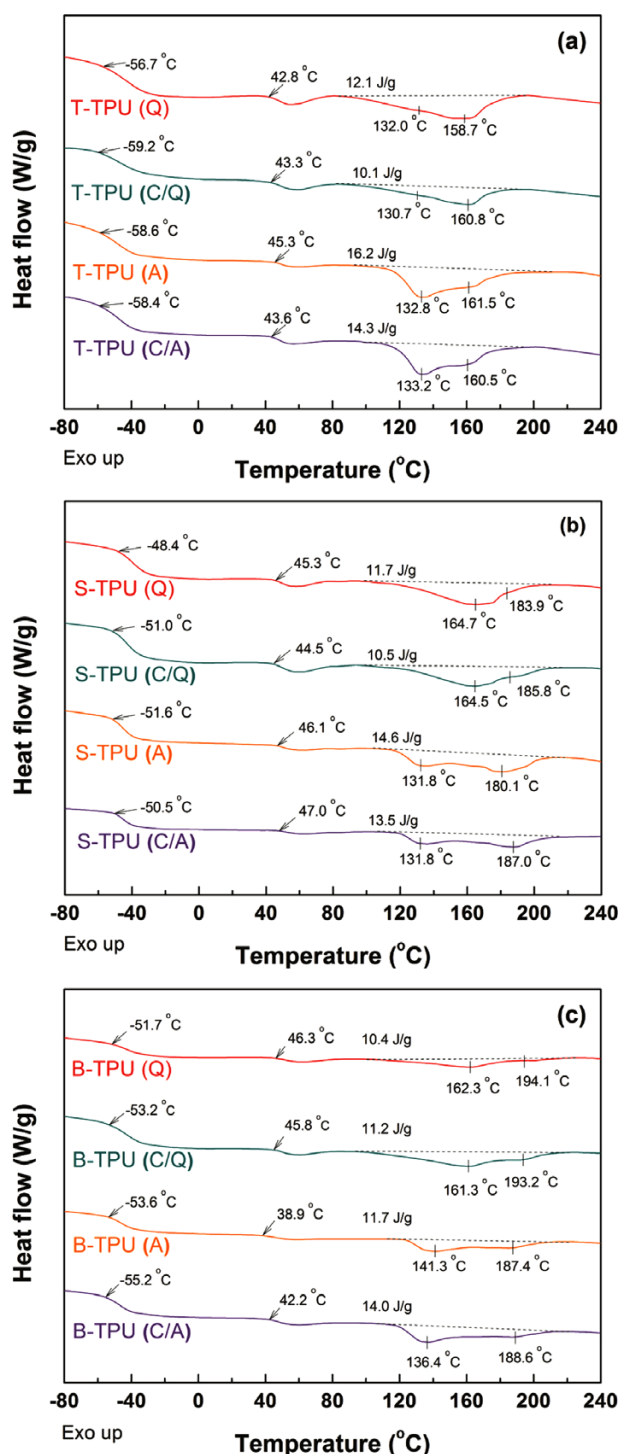 (a)
-56.7 °C
42.8 °C
12.1 J/g
T-TPU (Q)
132.0 °C
158.7 °C
-59.2 °C
43.3 °C
10.1 J/g
T-TPU (C/Q)
130.7 °C
160.8 °C
-58.6 °C
45.3 °C
16.2 J/g
T-TPU (A)
132.8 °C
161.5 °C
-58.4 °C
43.6 °C
14.3 J/g
T-TPU (C/A)
133.2 °C
160.5 °C
Heat flow (W/g)
-80 -40 0 40 80 120 160 200 240
Exo up
Temperature (°C)
(b)
-48.4 °C
45.3 °C
11.7 J/g
S-TPU (Q)
164.7 °C
183.9 °C
-51.0 °C
44.5 °C
10.5 J/g
S-TPU (C/Q)
164.5 °C
185.8 °C
-51.6 °C
46.1 °C
14.6 J/g
S-TPU (A)
131.8 °C
180.1 °C
-50.5 °C
47.0 °C
13.5 J/g
S-TPU (C/A)
131.8 °C
187.0 °C
Heat flow (W/g)
-80 -40 0 40 80 120 160 200 240
Exo up
Temperature (°C)
(c)
-51.7 °C
46.3 °C
10.4 J/g
B-TPU (Q)
162.3 °C
194.1 °C
-53.2 °C
45.8 °C
11.2 J/g
B-TPU (C/Q)
161.3 °C
193.2 °C
-53.6 °C
38.9 °C
11.7 J/g
B-TPU (A)
141.3 °C
187.4 °C
-55.2 °C
42.2 °C
14.0 J/g
B-TPU (C/A)
136.4 °C
188.6 °C
Heat flow (W/g)
-80 -40 0 40 80 120 160 200 240
Exo up
Temperature (°C)